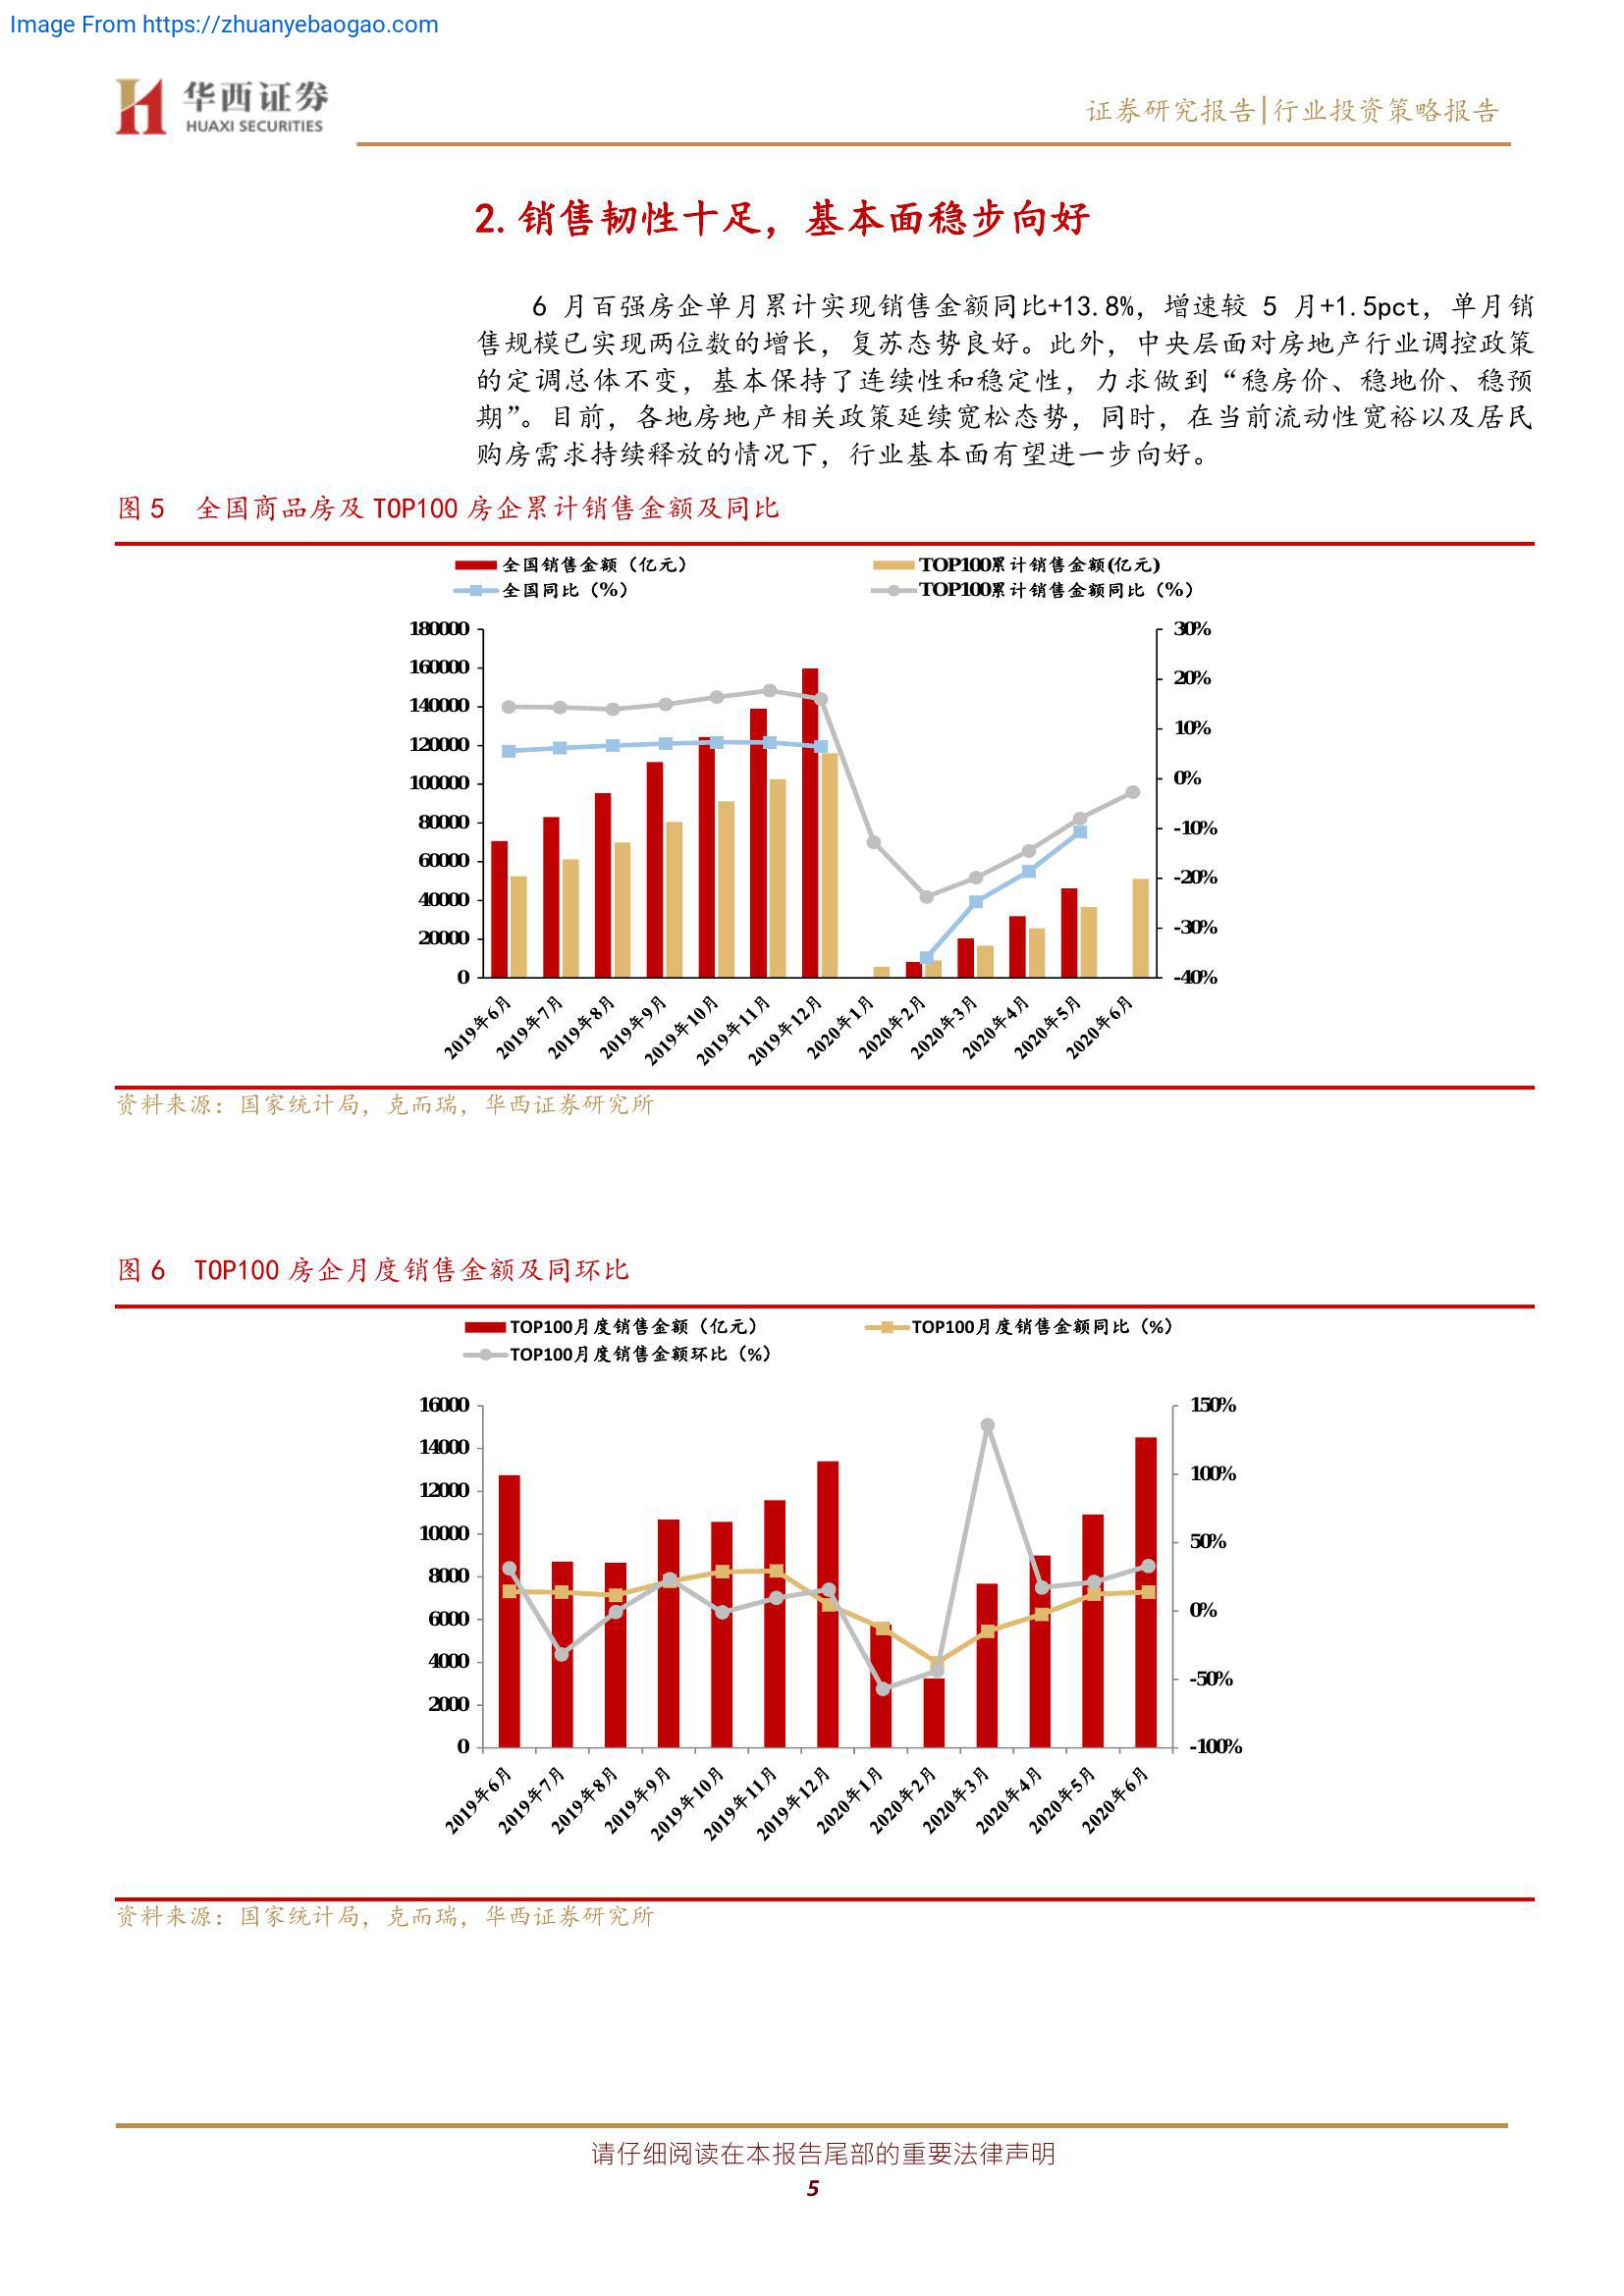 Image From https://zhuanyebaogao.com
华西证券
HUAXI SECURITIES
证券研究报告|行业投资策略报告
2. 销售韧性十足，基本面稳步向好
6 月百强房企单月累计实现销售金额同比+13.8%，增速较 5 月+1.5pct，单月销
售规模已实现两位数的增长，复苏态势良好。此外，中央层面对房地产行业调控政策
的定调总体不变，基本保持了连续性和稳定性，力求做到“稳房价、稳地价、稳预
期”。目前，各地房地产相关政策延续宽松态势，同时，在当前流动性宽裕以及居民
购房需求持续释放的情况下，行业基本面有望进一步向好。
图 5 全国商品房及 TOP100 房企累计销售金额及同比
全国销售金额（亿元） TOP100累计销售金额(亿元)
全国同比（%） TOP100累计销售金额同比（%）
180000 30%
160000 20%
140000 10%
120000 0%
100000 -10%
80000 -20%
60000 -30%
40000 -40%
20000
0
2019年6月 2019年7月 2019年8月 2019年9月 2019年10月 2019年11月 2019年12月 2020年1月 2020年2月 2020年3月 2020年4月 2020年5月 2020年6月
资料来源：国家统计局，克而瑞，华西证券研究所
图 6 TOP100 房企月度销售金额及同环比
TOP100月度销售金额（亿元） TOP100月度销售金额同比（%）
TOP100月度销售金额环比（%）
16000 150%
14000 100%
12000 50%
10000 0%
8000 -50%
6000 -100%
4000
2000
0
2019年6月 2019年7月 2019年8月 2019年9月 2019年10月 2019年11月 2019年12月 2020年1月 2020年2月 2020年3月 2020年4月 2020年5月 2020年6月
资料来源：国家统计局，克而瑞，华西证券研究所
请仔细阅读在本报告尾部的重要法律声明
5